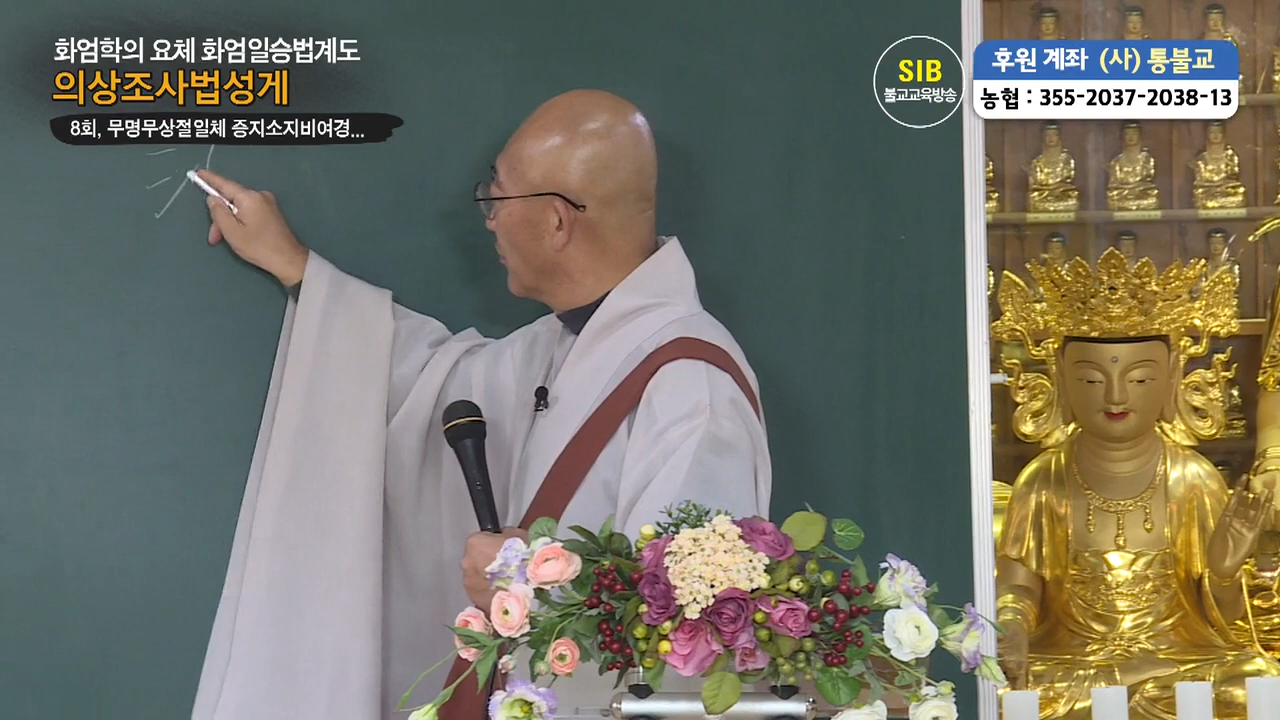 화엄학의 요체 화엄일승법계도
의상조사법성게
8회, 무명무상절일체 증지소지비여경...
SIB
불교교육방송
후원 계좌 (사) 통불교
농협 : 355-2037-2038-13